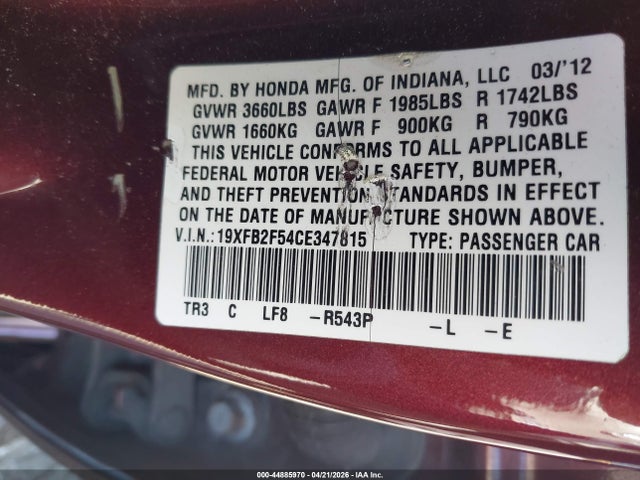 MFD. BY HONDA MFG. OF INDIANA, LLC 03/'12
GVWR 3660LBS GAWR F 1985LBS R 1742LBS
GVWR 1660KG GAWR F 900KG R 790KG
THIS VEHICLE CONFORMS TO ALL APPLICABLE
FEDERAL MOTOR VEHICLE SAFETY, BUMPER,
AND THEFT PREVENTION STANDARDS IN EFFECT
ON THE DATE OF MANUFACTURE SHOWN ABOVE.
V.I.N.: 19XFB2F54CE347815 TYPE: PASSENGER CAR
TR3 C LF8 -R543P -L -E
000-44885970 04/21/2026 IAA Inc.